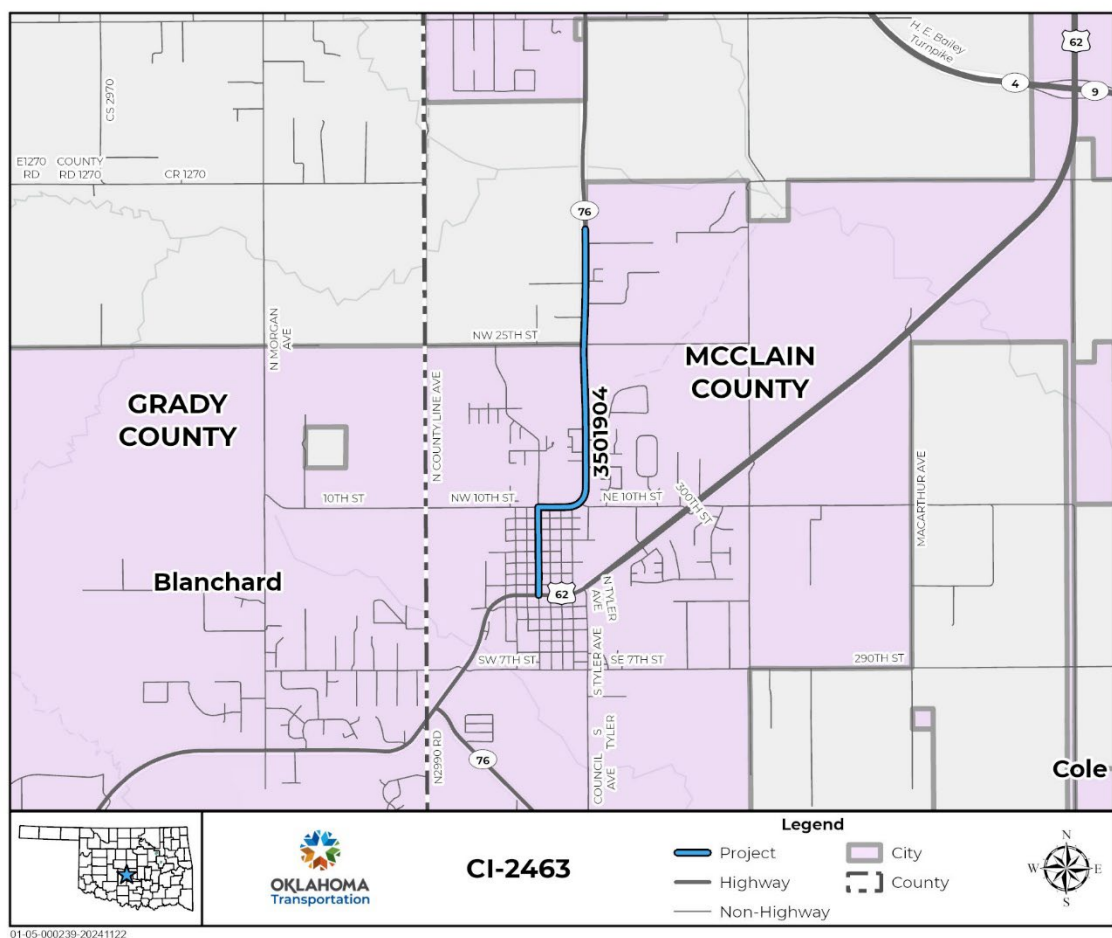 62
H. E. Bailey
Turnpike
4
9
CS 2970
E1270
RD
COUNTY
RD 1270
CR 1270
76
NW 25TH ST
N MORGAN
AVE
MCCLAIN
COUNTY
GRADY
COUNTY
N COUNTY LINE AVE
3501904
MACARTHUR AVE
10TH ST
NW 10TH ST
NE 10TH ST
300TH ST
Blanchard
62
N TYLER
AVE
SW 7TH ST
S TYLER AVE
SE 7TH ST
290TH ST
N2990 RD
76
COUNCIL
AVE
S
TYLER
Cole
OKLAHOMA
Transportation
CI-2463
Legend
Project
City
Highway
County
Non-Highway
N
W
E
S
01-05-000239-20241122